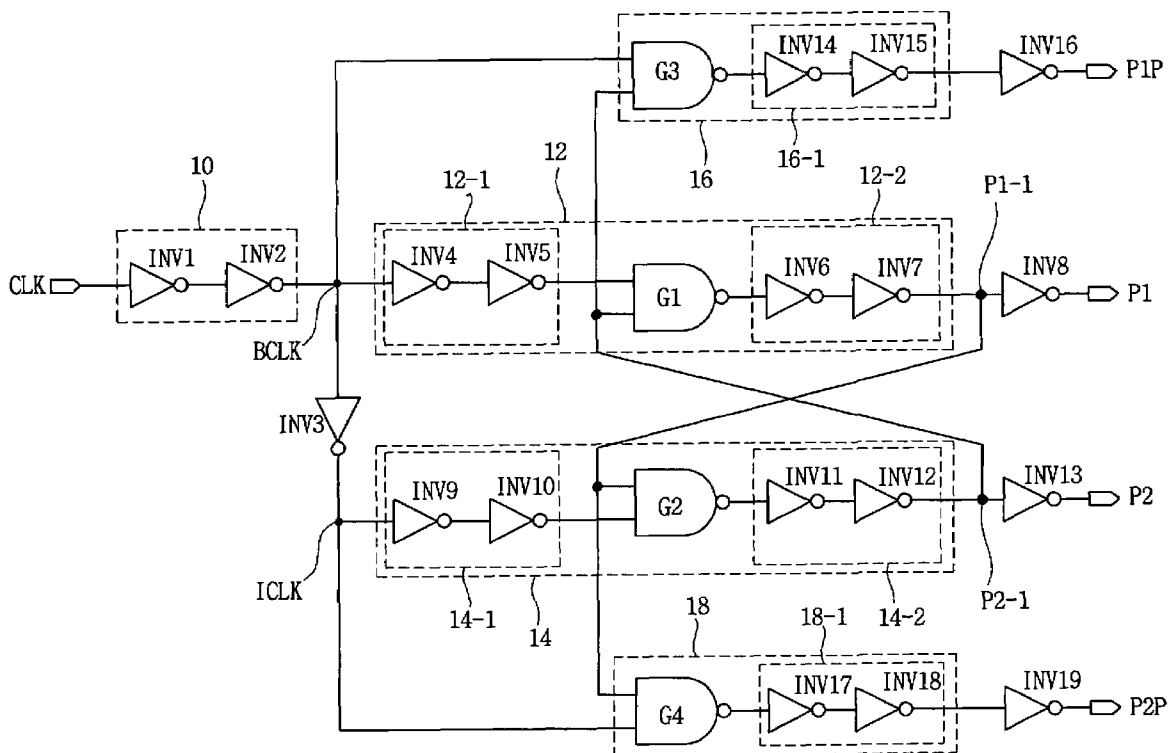 INV14 INV15 INV16
G3 P1P
16 16-1
10 12-1 12 12-2 P1-1
INV1 INV2 INV4 INV5 INV6 INV7 INV8
CLK G1 P1
BCLK
INV3
INV9 INV10 INV11 INV12 INV13
G2 P2
ICLK 14-1 14 14-2 P2-1
18 18-1
INV17 INV18 INV19
G4 P2P